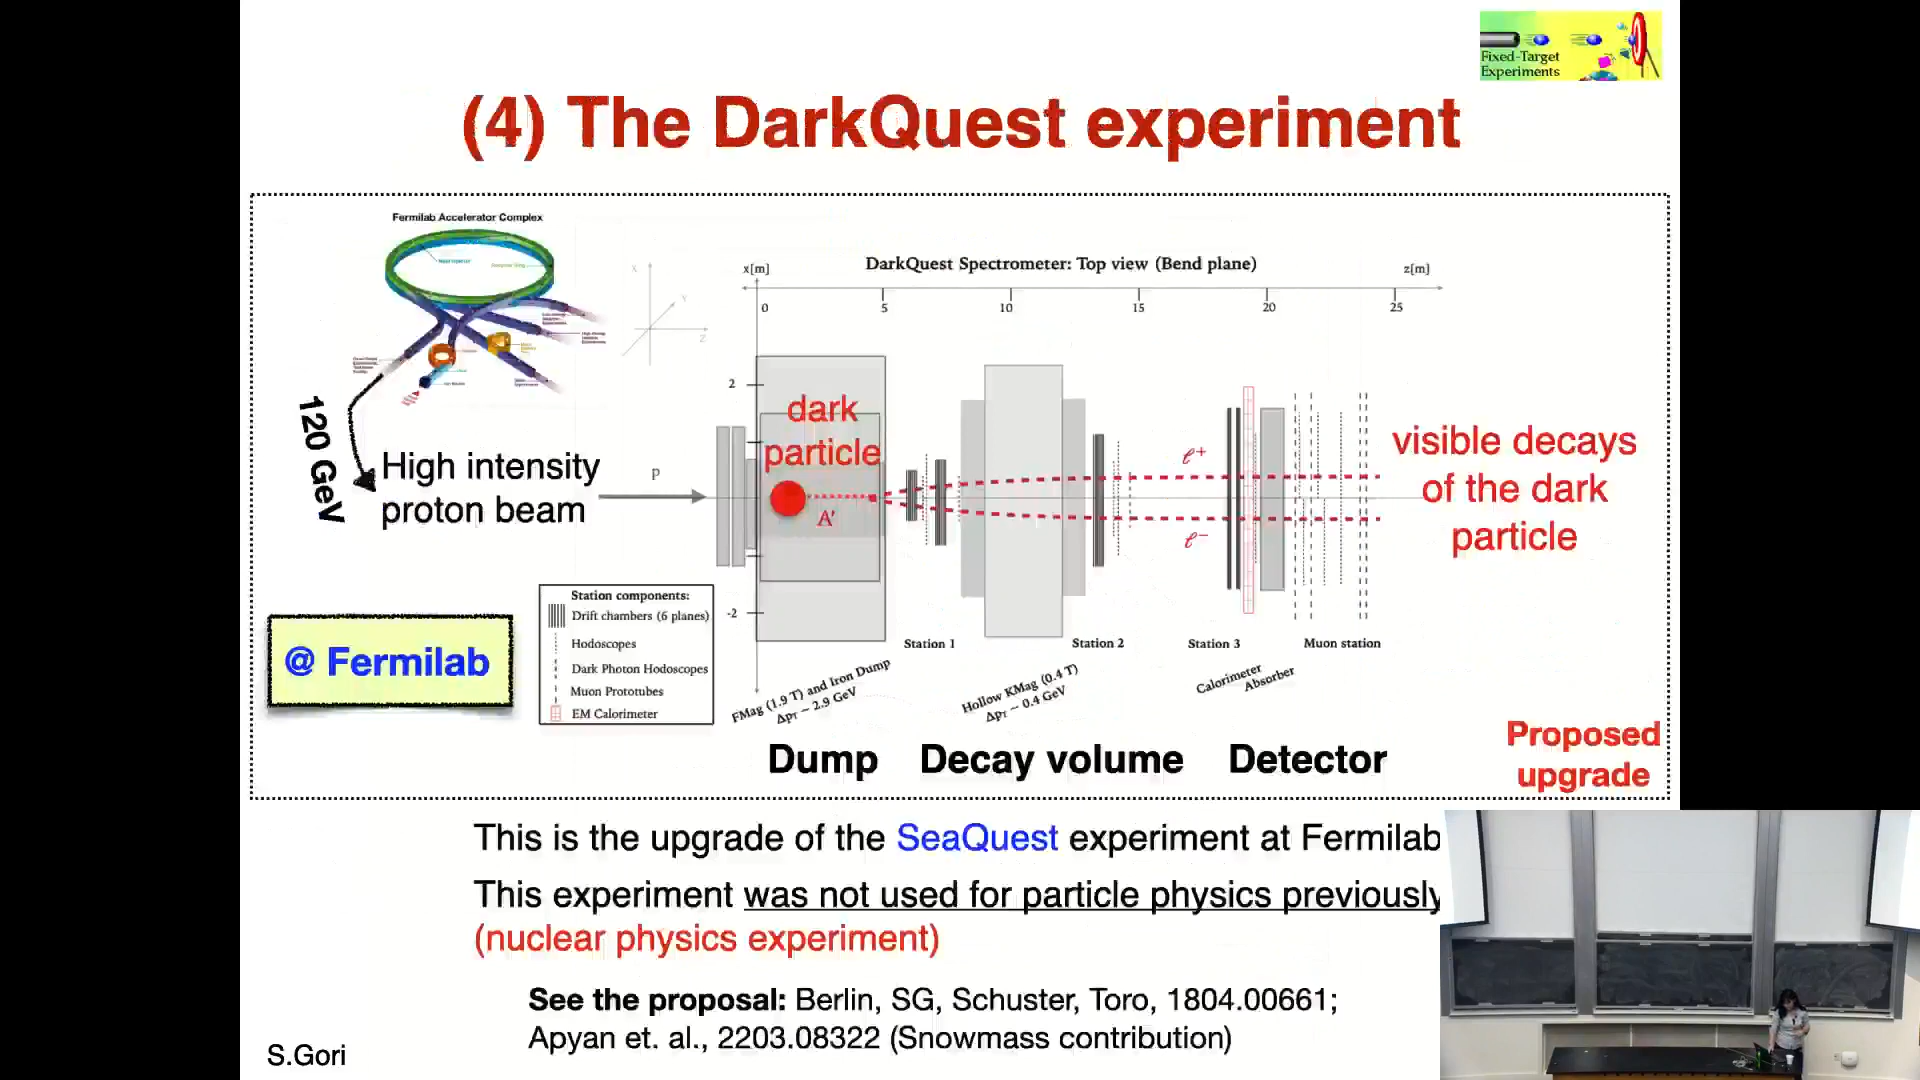 Fixed-Target
Experiments
(4) The DarkQuest experiment
Fermilab Accelerator Complex
120 GeV
High intensity
proton beam
@ Fermilab
X
Y
Z
DarkQuest Spectrometer: Top view (Bend plane)
x[m]
z[m]
0
5
10
15
20
25
2
-2
p
dark
particle
A′
ℓ+
ℓ−
visible decays
of the dark
particle
Station components:
Drift chambers (6 planes)
Hodoscopes
Dark Photon Hodoscopes
Muon Prototubes
EM Calorimeter
Station 1
Station 2
Station 3
Muon station
FMag (1.9 T) and Iron Dump
ΔpT ~ 2.9 GeV
Hollow KMag (0.4 T)
ΔpT ~ 0.4 GeV
Calorimeter
Absorber
Dump
Decay volume
Detector
Proposed
upgrade
This is the upgrade of the SeaQuest experiment at Fermilab
This experiment was not used for particle physics previously
(nuclear physics experiment)
See the proposal: Berlin, SG, Schuster, Toro, 1804.00661;
Apyan et. al., 2203.08322 (Snowmass contribution)
S.Gori